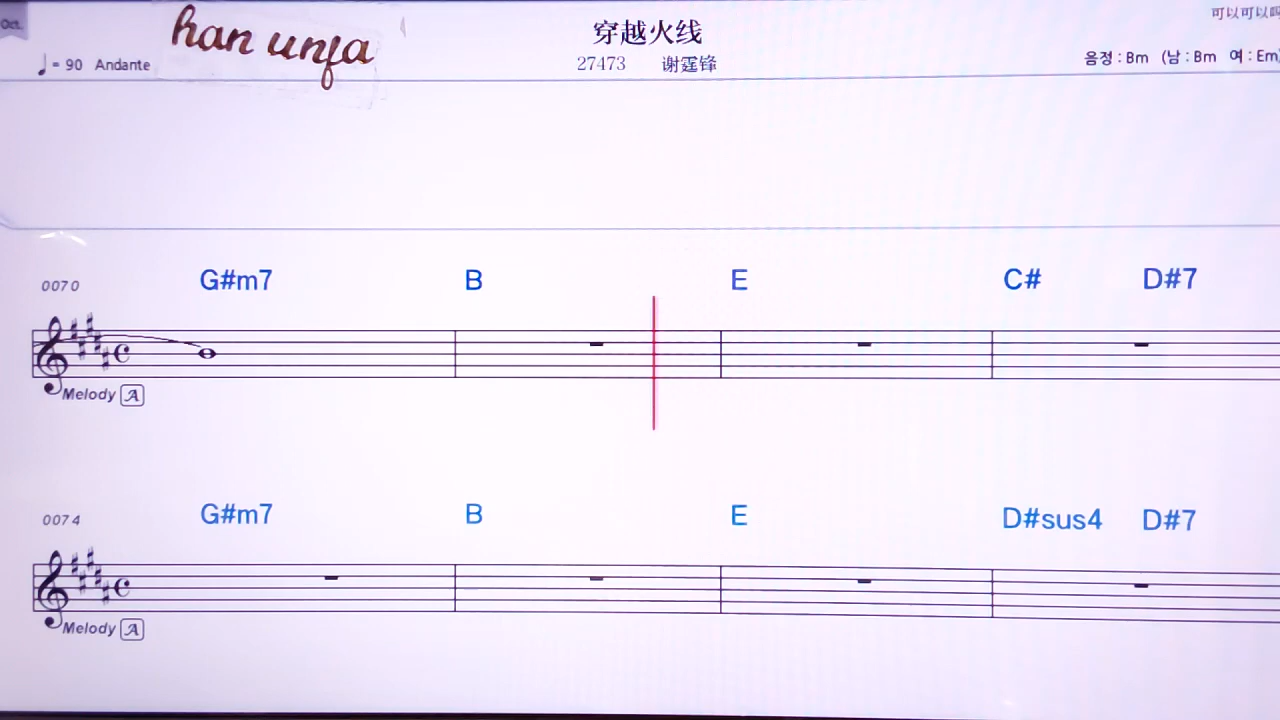 Oct.
han unfa
穿越火线
可以可以吗
♩= 90 Andante
27473 谢霆锋
음정 : Bm (남 : Bm 여 : Em
0070 G#m7 B E C# D#7
Melody A
0074 G#m7 B E D#sus4 D#7
Melody A